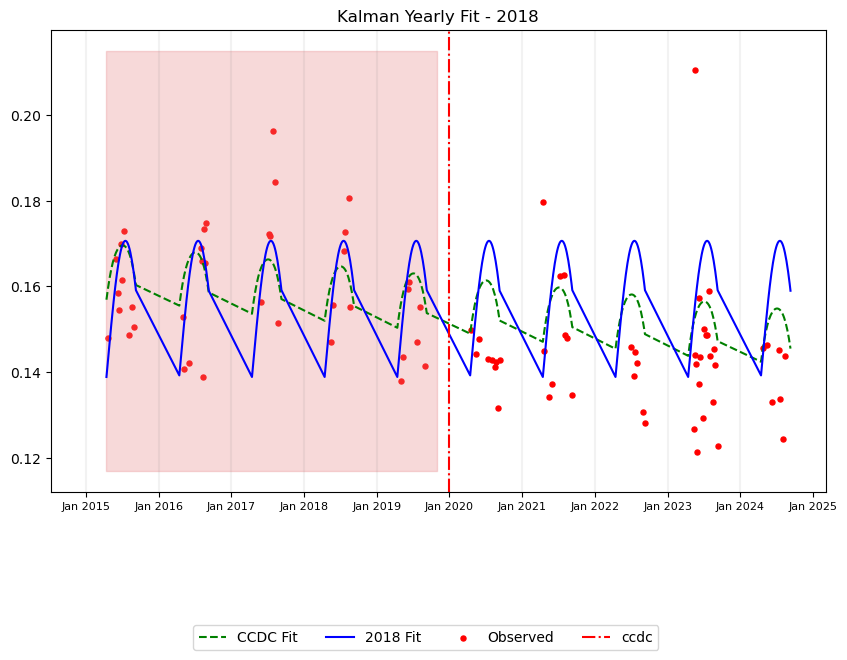 Kalman Yearly Fit - 2018
0.20
0.18
0.16
0.14
0.12
Jan 2015 Jan 2016 Jan 2017 Jan 2018 Jan 2019 Jan 2020 Jan 2021 Jan 2022 Jan 2023 Jan 2024 Jan 2025
CCDC Fit 2018 Fit Observed ccdc